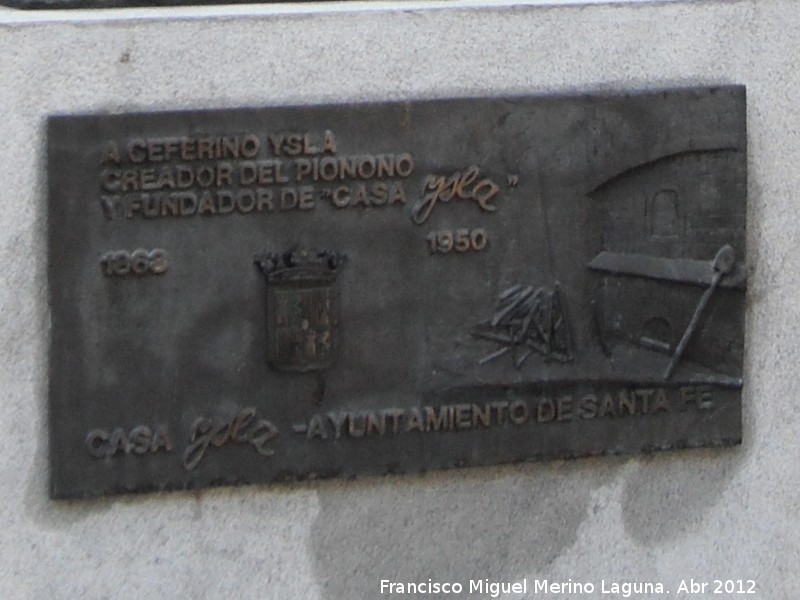 A CEFERINO YSLA
CREADOR DEL PIONONO
Y FUNDADOR DE "CASA ysla"
1863 1950
CASA ysla -AYUNTAMIENTO DE SANTA FE
Francisco Miguel Merino Laguna. Abr 2012